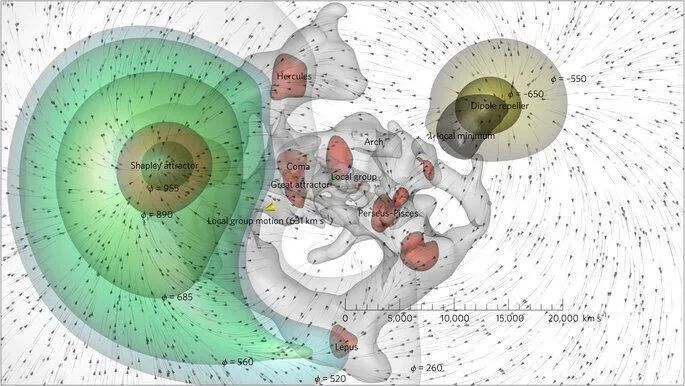 Hercules
ϕ = -550
ϕ = -650
Dipole repeller
Arch
local minimum
Shapley attractor
Coma
Local group
ϕ = 955
Great attractor
ϕ = 890
Perseus-Pisces
Local group motion (631 km s⁻¹)
ϕ = 685
0 5,000 10,000 15,000 20,000 km s⁻¹
Lepus
ϕ = 560
ϕ = 260
ϕ = 520